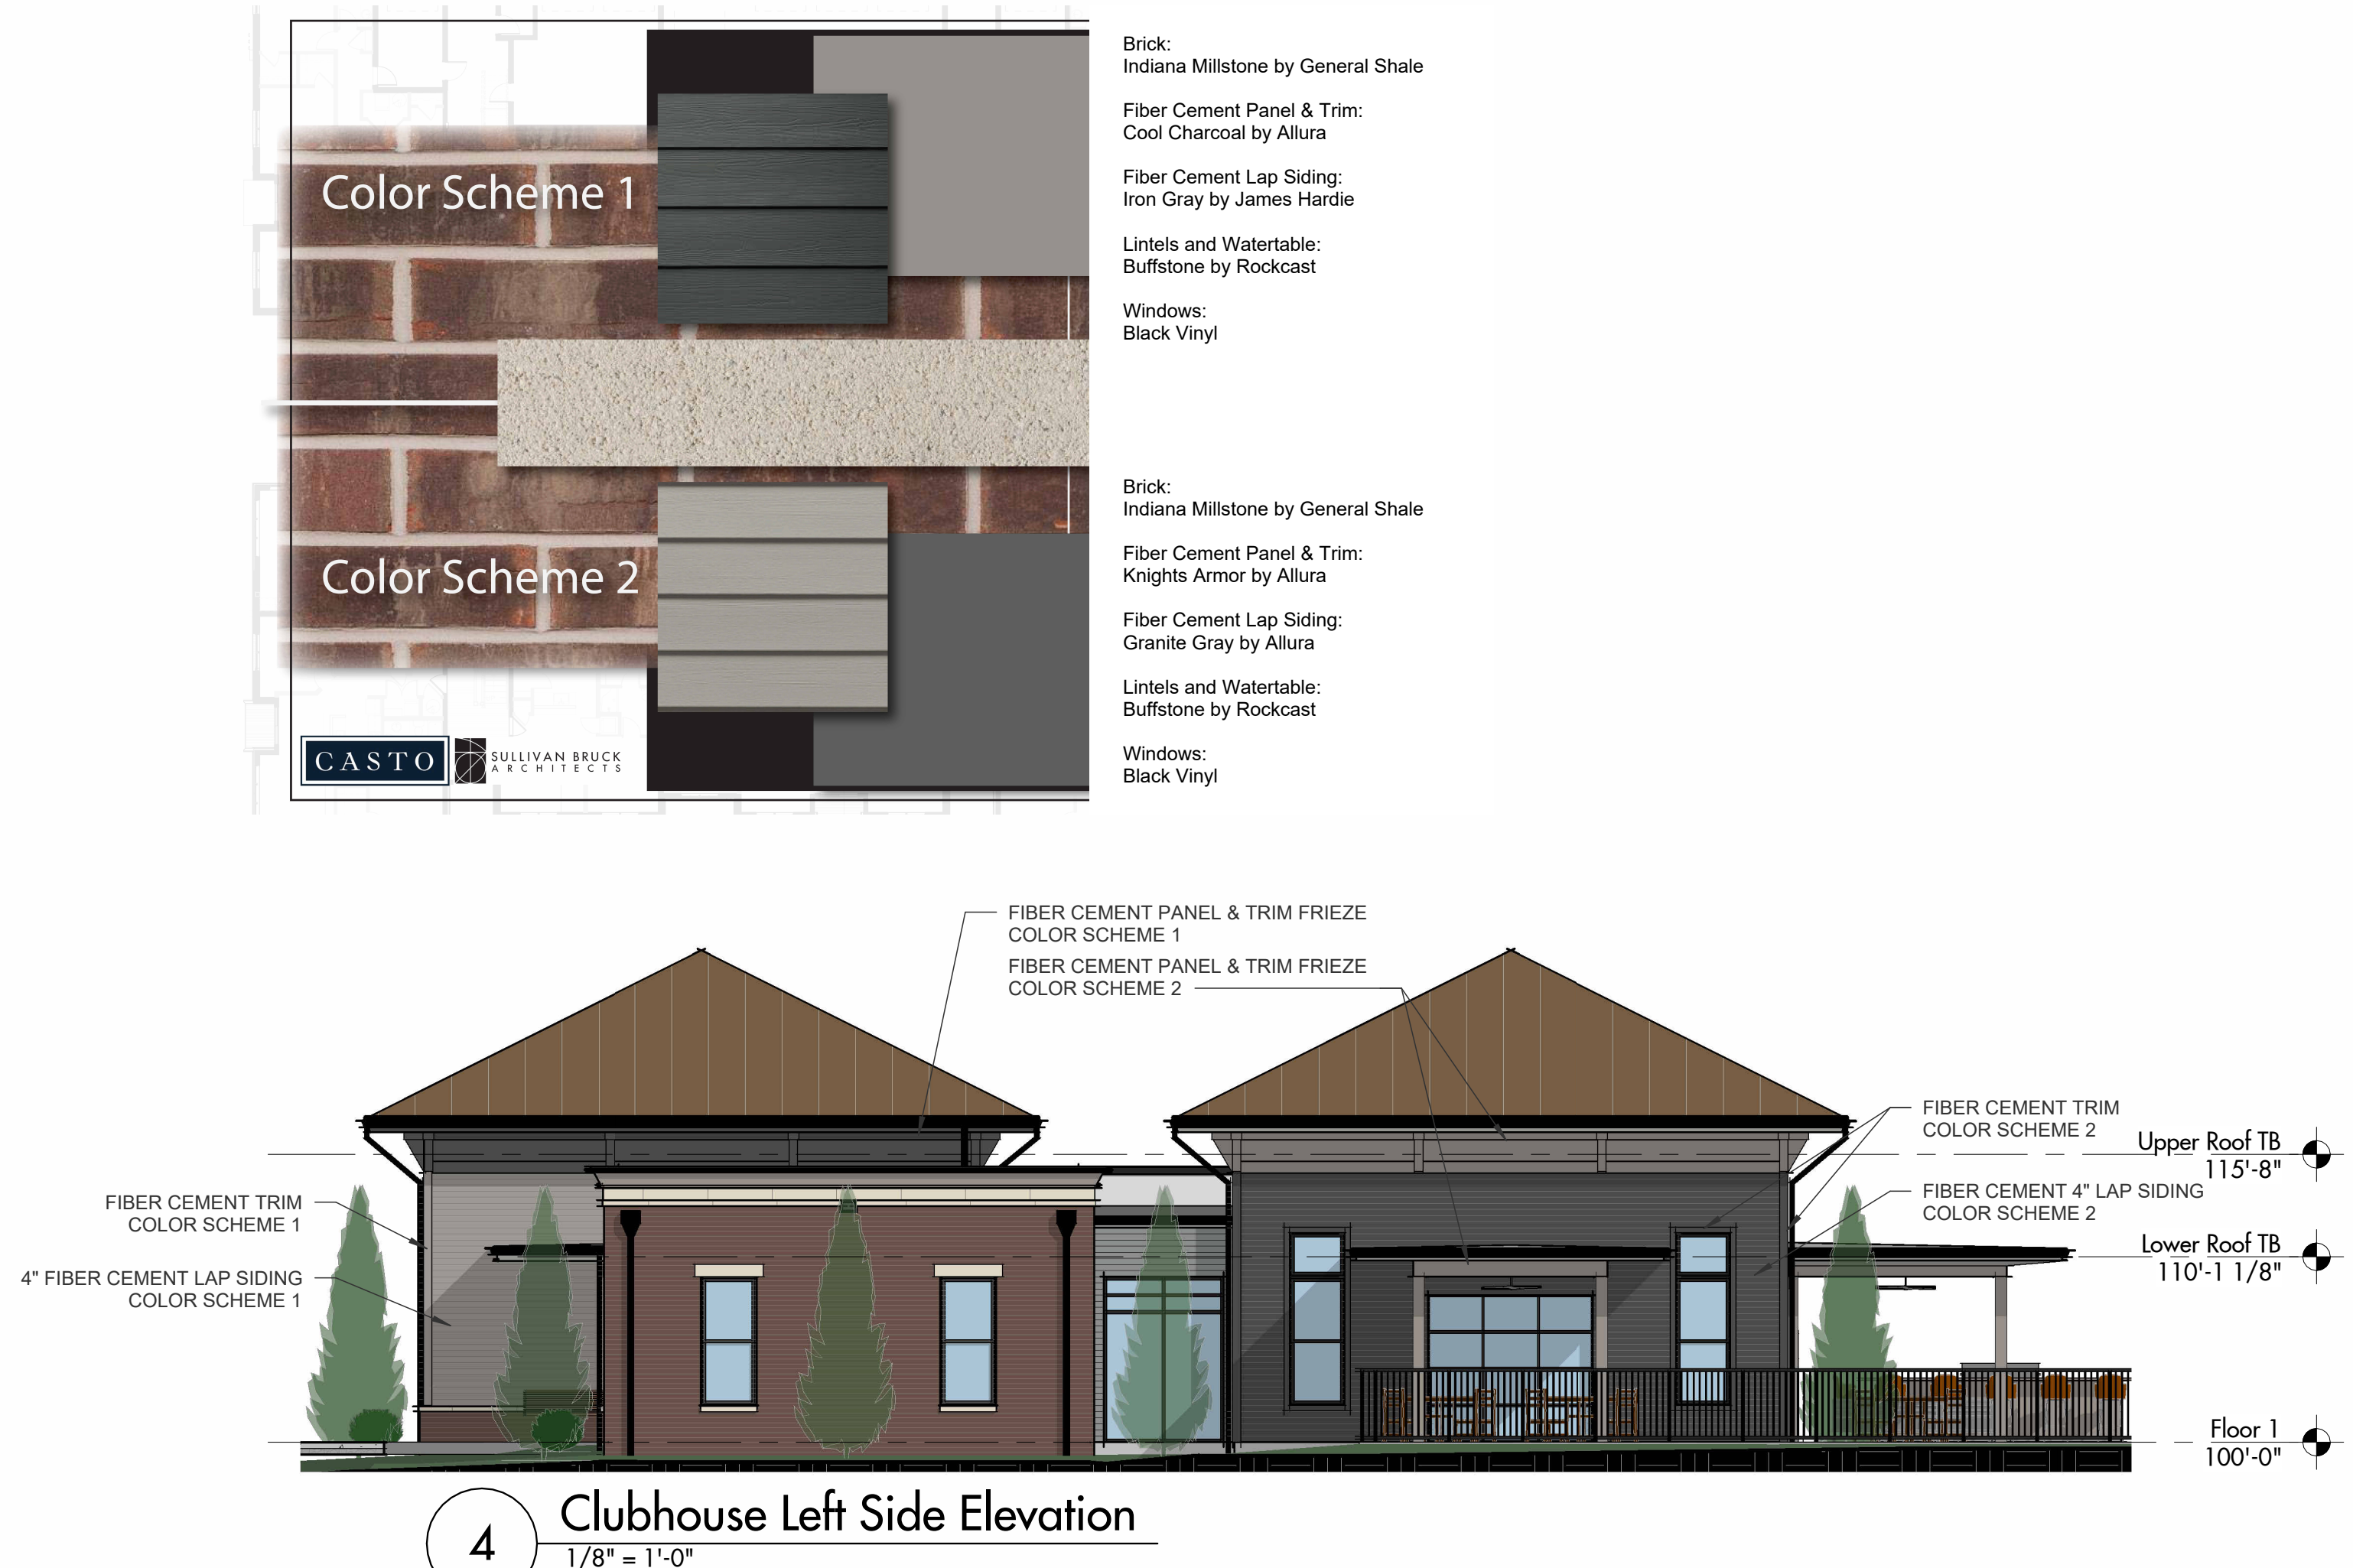 Color Scheme 1
Color Scheme 2
CASTO
SULLIVAN BRUCK
ARCHITECTS
Brick:
Indiana Millstone by General Shale
Fiber Cement Panel & Trim:
Cool Charcoal by Allura
Fiber Cement Lap Siding:
Iron Gray by James Hardie
Lintels and Watertable:
Buffstone by Rockcast
Windows:
Black Vinyl
Brick:
Indiana Millstone by General Shale
Fiber Cement Panel & Trim:
Knights Armor by Allura
Fiber Cement Lap Siding:
Granite Gray by Allura
Lintels and Watertable:
Buffstone by Rockcast
Windows:
Black Vinyl
FIBER CEMENT PANEL & TRIM FRIEZE
COLOR SCHEME 1
FIBER CEMENT PANEL & TRIM FRIEZE
COLOR SCHEME 2
FIBER CEMENT TRIM
COLOR SCHEME 1
4" FIBER CEMENT LAP SIDING
COLOR SCHEME 1
FIBER CEMENT TRIM
COLOR SCHEME 2
Upper Roof TB
115'-8"
FIBER CEMENT 4" LAP SIDING
COLOR SCHEME 2
Lower Roof TB
110'-1 1/8"
Floor 1
100'-0"
4
Clubhouse Left Side Elevation
1/8" = 1'-0"